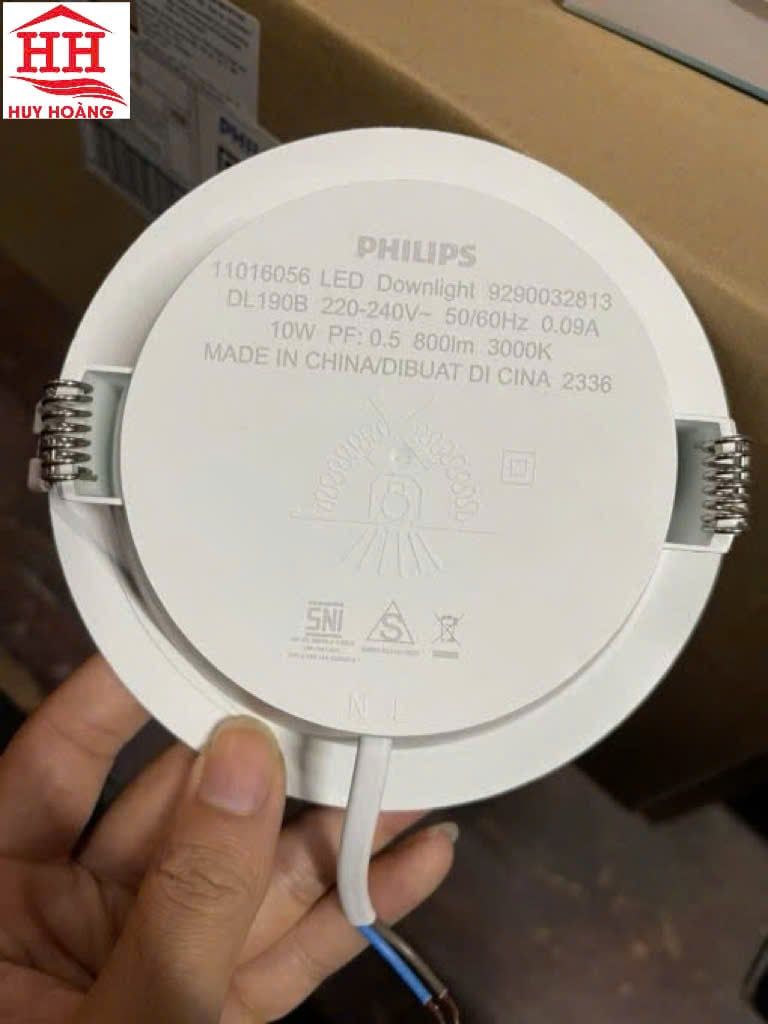 HH
HUY HOÀNG
PHILIPS
11016056 LED Downlight 9290032813
DL190B 220-240V~ 50/60Hz 0.09A
10W PF: 0.5 800lm 3000K
MADE IN CHINA/DIBUAT DI CINA 2336
SNI
S
N L